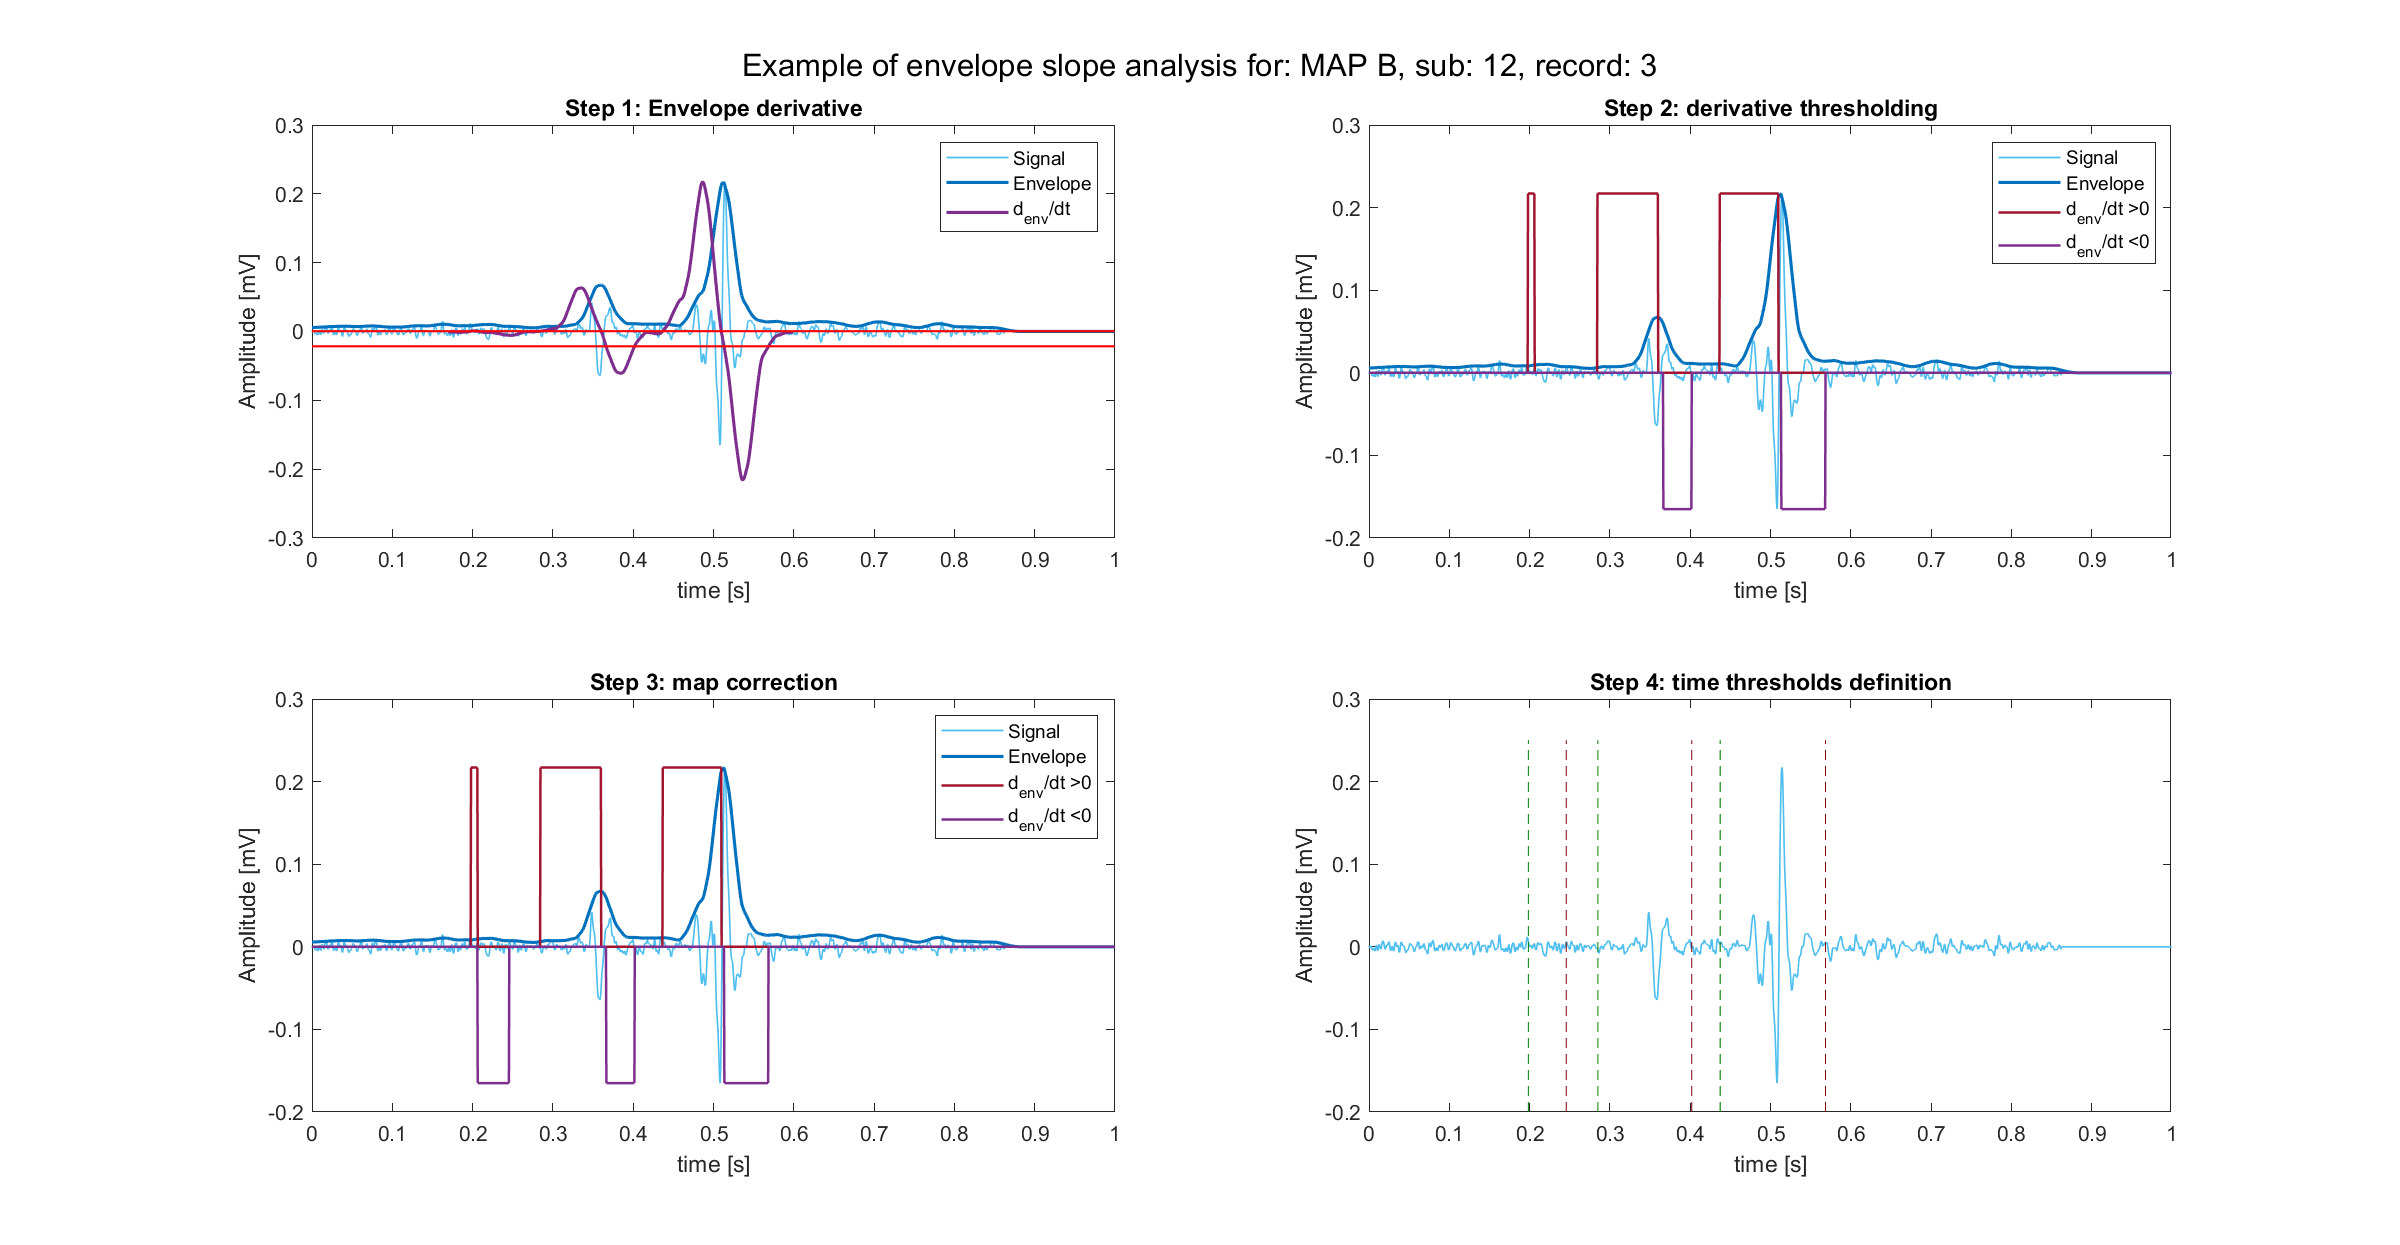 Example of envelope slope analysis for: MAP B, sub: 12, record: 3
Step 1: Envelope derivative
0.3
0.2
0.1
0
-0.1
-0.2
-0.3
Amplitude [mV]
0 0.1 0.2 0.3 0.4 0.5 0.6 0.7 0.8 0.9 1
time [s]
Signal
Envelope
d_env/dt
Step 2: derivative thresholding
0.3
0.2
0.1
0
-0.1
-0.2
Amplitude [mV]
0 0.1 0.2 0.3 0.4 0.5 0.6 0.7 0.8 0.9 1
time [s]
Signal
Envelope
d_env/dt >0
d_env/dt <0
Step 3: map correction
0.3
0.2
0.1
0
-0.1
-0.2
Amplitude [mV]
0 0.1 0.2 0.3 0.4 0.5 0.6 0.7 0.8 0.9 1
time [s]
Signal
Envelope
d_env/dt >0
d_env/dt <0
Step 4: time thresholds definition
0.3
0.2
0.1
0
-0.1
-0.2
Amplitude [mV]
0 0.1 0.2 0.3 0.4 0.5 0.6 0.7 0.8 0.9 1
time [s]